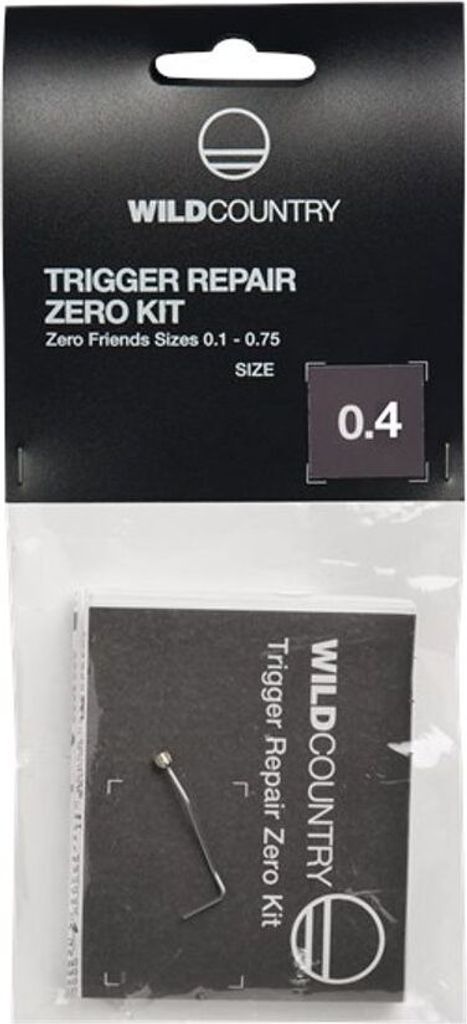 WILDCOUNTRY
TRIGGER REPAIR
ZERO KIT
Zero Friends Sizes 0.1 - 0.75
SIZE
0.4
WILDCOUNTRY
Trigger Repair Zero Kit